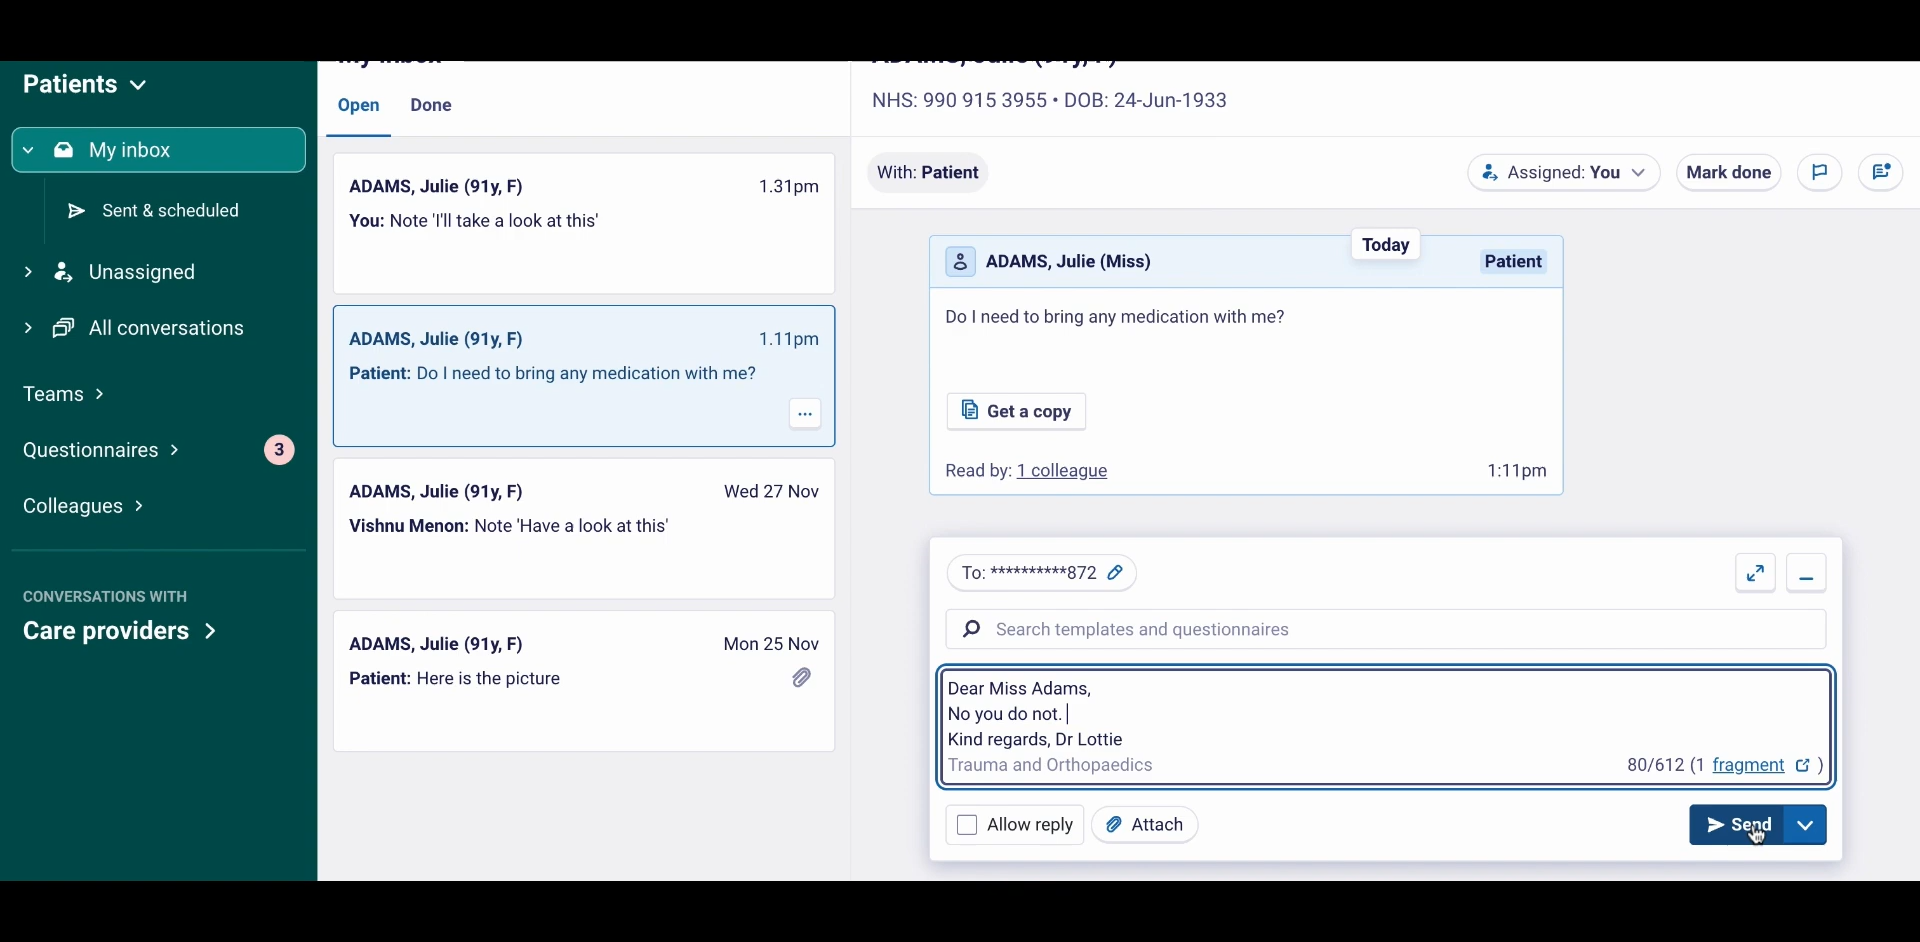 Patients
My inbox
Sent & scheduled
Unassigned
All conversations
Teams
Questionnaires 3
Colleagues
CONVERSATIONS WITH
Care providers
Open Done
ADAMS, Julie (91y, F) 1.31pm
You: Note 'I'll take a look at this'
ADAMS, Julie (91y, F) 1.11pm
Patient: Do I need to bring any medication with me?
ADAMS, Julie (91y, F) Wed 27 Nov
Vishnu Menon: Note 'Have a look at this'
ADAMS, Julie (91y, F) Mon 25 Nov
Patient: Here is the picture
NHS: 990 915 3955 • DOB: 24-Jun-1933
With: Patient Assigned: You Mark done
Today
ADAMS, Julie (Miss) Patient
Do I need to bring any medication with me?
Get a copy
Read by: 1 colleague 1:11pm
To: **********872
Search templates and questionnaires
Dear Miss Adams,
No you do not.
Kind regards, Dr Lottie
Trauma and Orthopaedics 80/612 (1 fragment )
Allow reply Attach Send